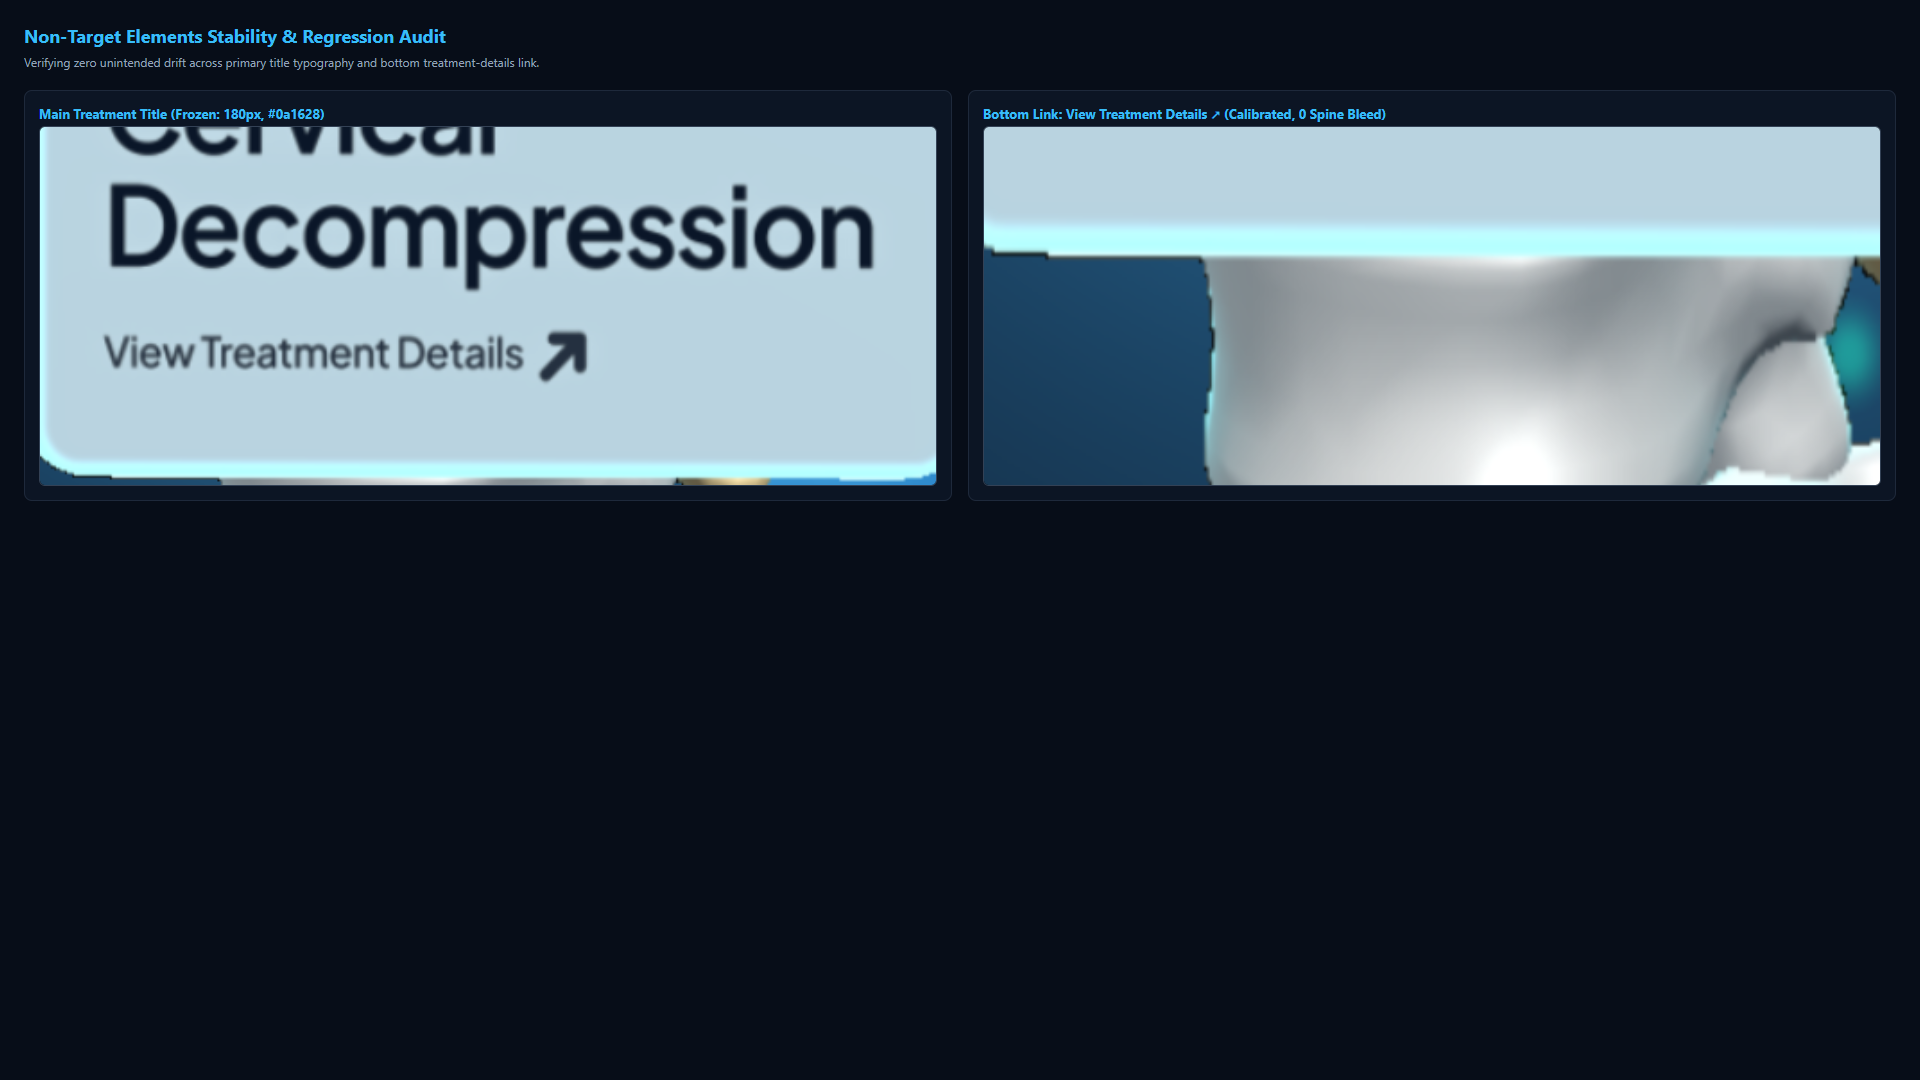 Non-Target Elements Stability & Regression Audit
Verifying zero unintended drift across primary title typography and bottom treatment-details link.
Main Treatment Title (Frozen: 180px, #0a1628)
Cervical
Decompression
View Treatment Details ↗
Bottom Link: View Treatment Details ↗ (Calibrated, 0 Spine Bleed)